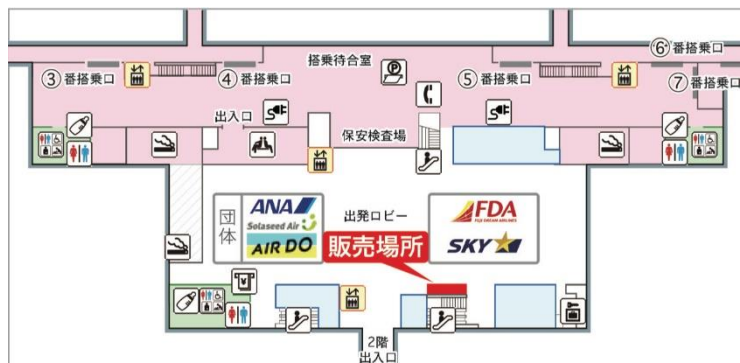 ⑥番搭乗口
③番搭乗口
④番搭乗口
搭乗待合室
⑤番搭乗口
⑦番搭乗口
出入口
保安検査場
団体
ANA
Solaseed Air
AIR DO
出発ロビー
FDA
FUJI DREAM AIRLINES
SKY
販売場所
2階
出入口